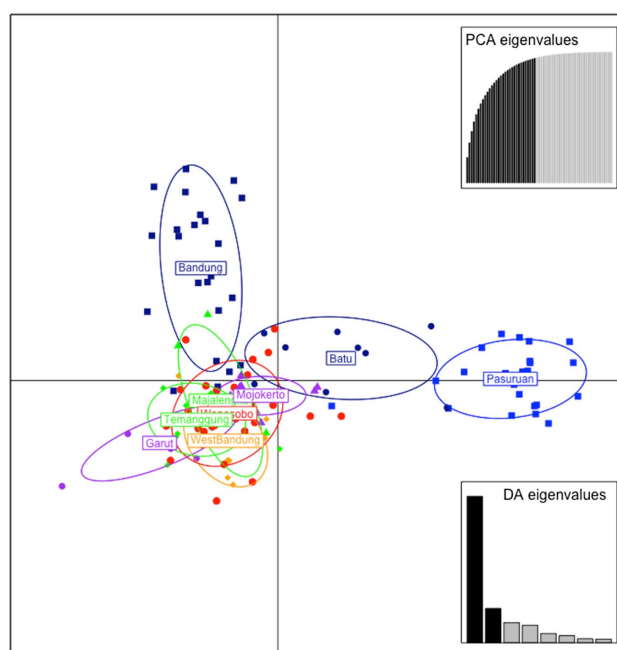 PCA eigenvalues
Bandung
Batu
Pasuruan
Mojokerto
Temanggung
WestBandung
Garut
DA eigenvalues